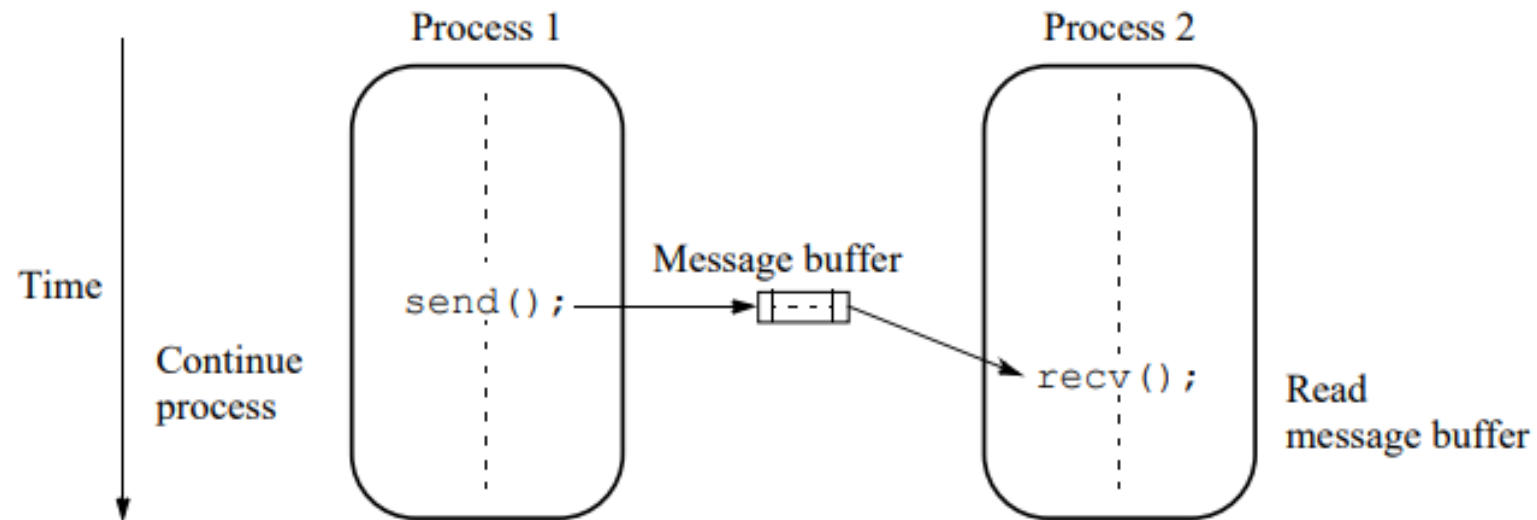 Process 1
Process 2
Message buffer
Time
send();
Continue
process
recv();
Read
message buffer